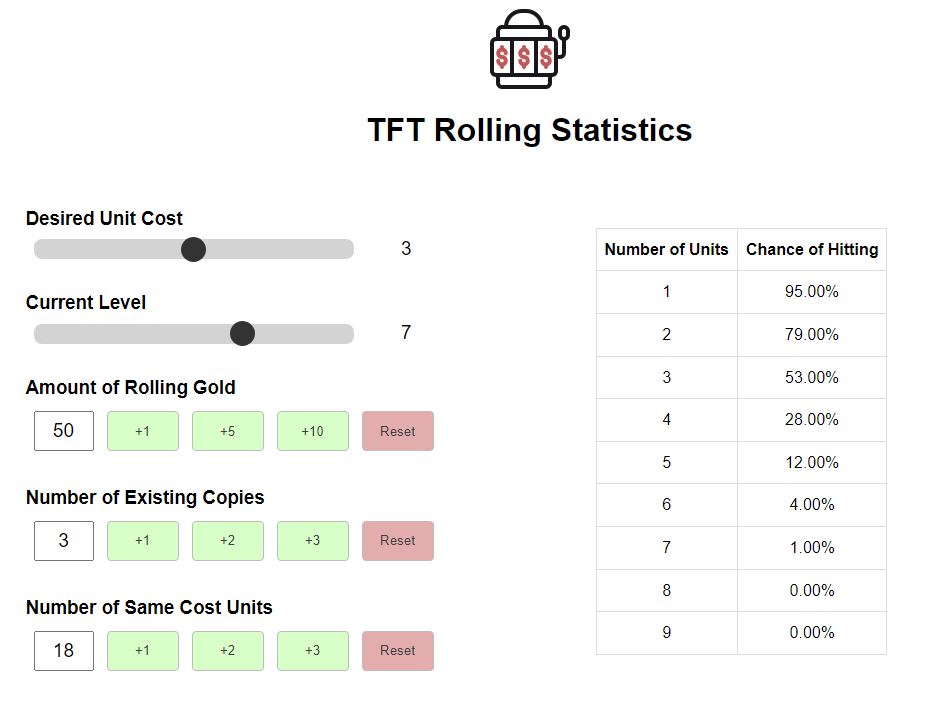 $ $ $
TFT Rolling Statistics
Desired Unit Cost
3
Current Level
7
Amount of Rolling Gold
50 +1 +5 +10 Reset
Number of Existing Copies
3 +1 +2 +3 Reset
Number of Same Cost Units
18 +1 +2 +3 Reset
Number of Units Chance of Hitting
1 95.00%
2 79.00%
3 53.00%
4 28.00%
5 12.00%
6 4.00%
7 1.00%
8 0.00%
9 0.00%